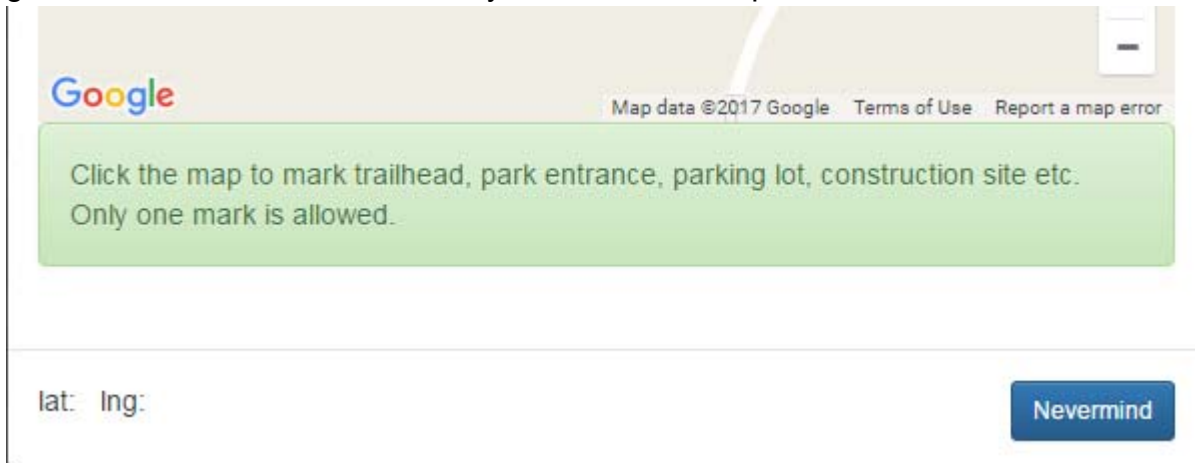 Google
Map data ©2017 Google Terms of Use Report a map error
Click the map to mark trailhead, park entrance, parking lot, construction site etc.
Only one mark is allowed.
lat: lng:
Nevermind